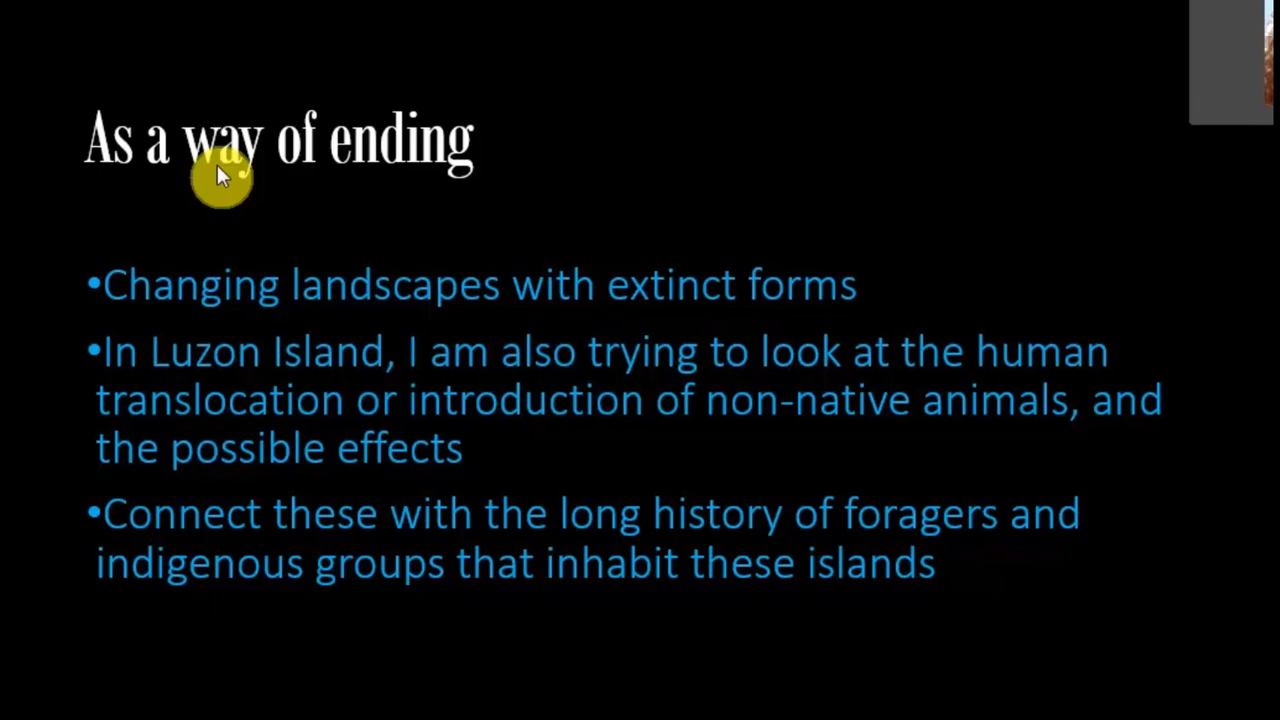 As a way of ending
•Changing landscapes with extinct forms
•In Luzon Island, I am also trying to look at the human
translocation or introduction of non-native animals, and
the possible effects
•Connect these with the long history of foragers and
indigenous groups that inhabit these islands